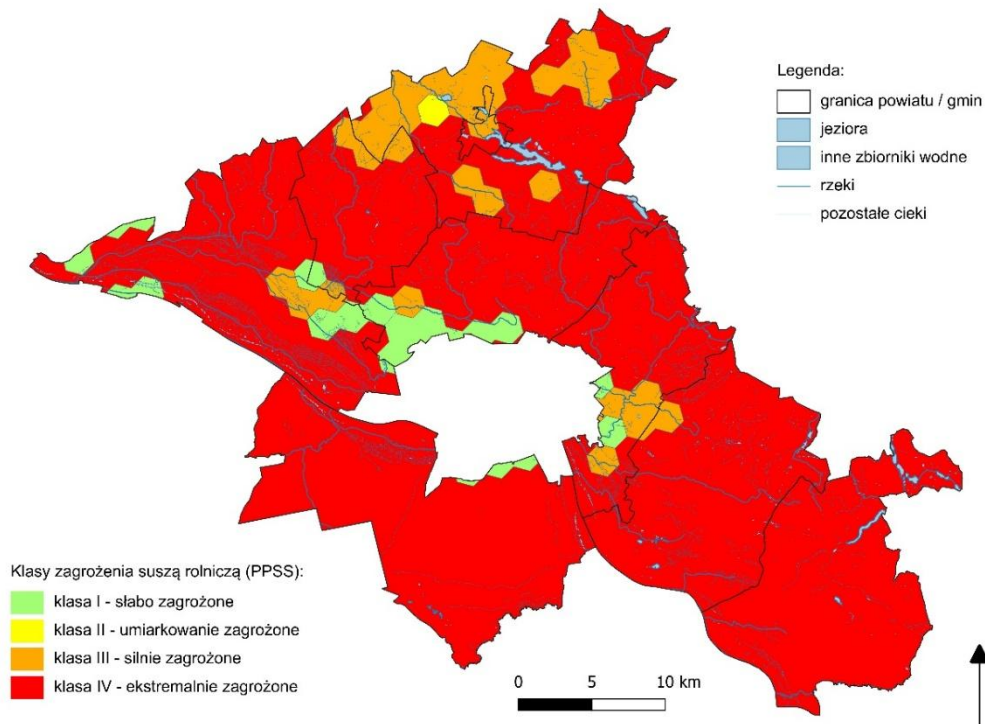 Legenda:
granica powiatu / gmin
jeziora
inne zbiorniki wodne
rzeki
pozostałe cieki
Klasy zagrożenia suszą rolniczą (PPSS):
klasa I - słabo zagrożone
klasa II - umiarkowanie zagrożone
klasa III - silnie zagrożone
klasa IV - ekstremalnie zagrożone
0 5 10 km